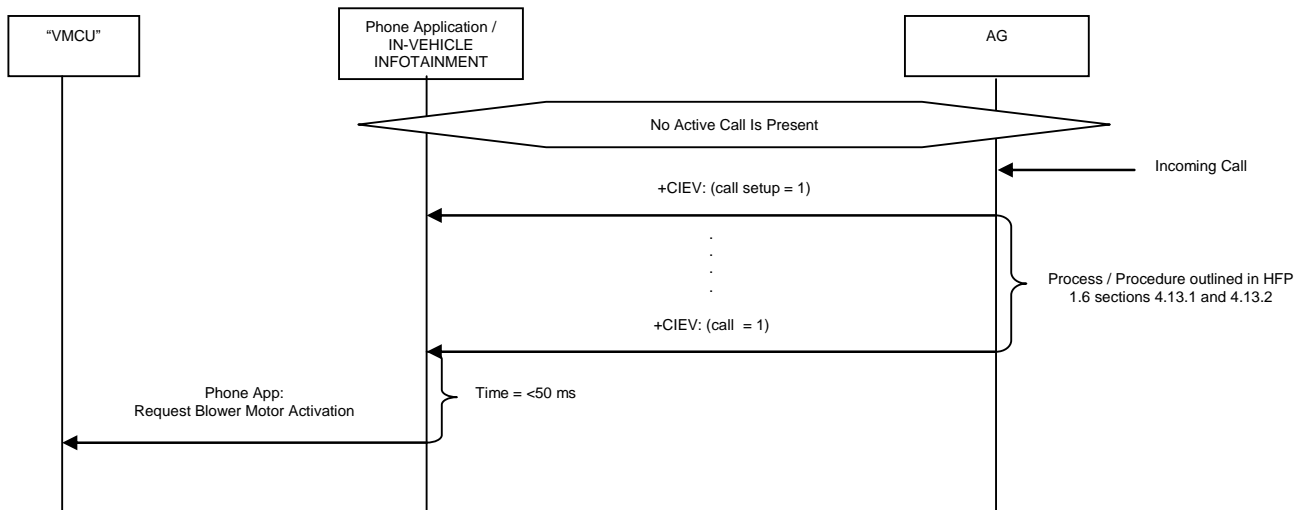 “VMCU”
Phone Application /
IN-VEHICLE
INFOTAINMENT
AG
No Active Call Is Present
Incoming Call
+CIEV: (call setup = 1)
.
.
.
.
Process / Procedure outlined in HFP
1.6 sections 4.13.1 and 4.13.2
+CIEV: (call  = 1)
Phone App:
Request Blower Motor Activation
Time = <50 ms